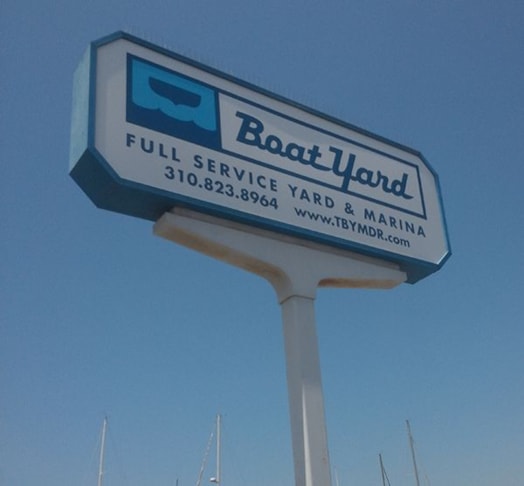 Boat Yard
FULL SERVICE YARD & MARINA
310.823.8964 www.TBYMDR.com